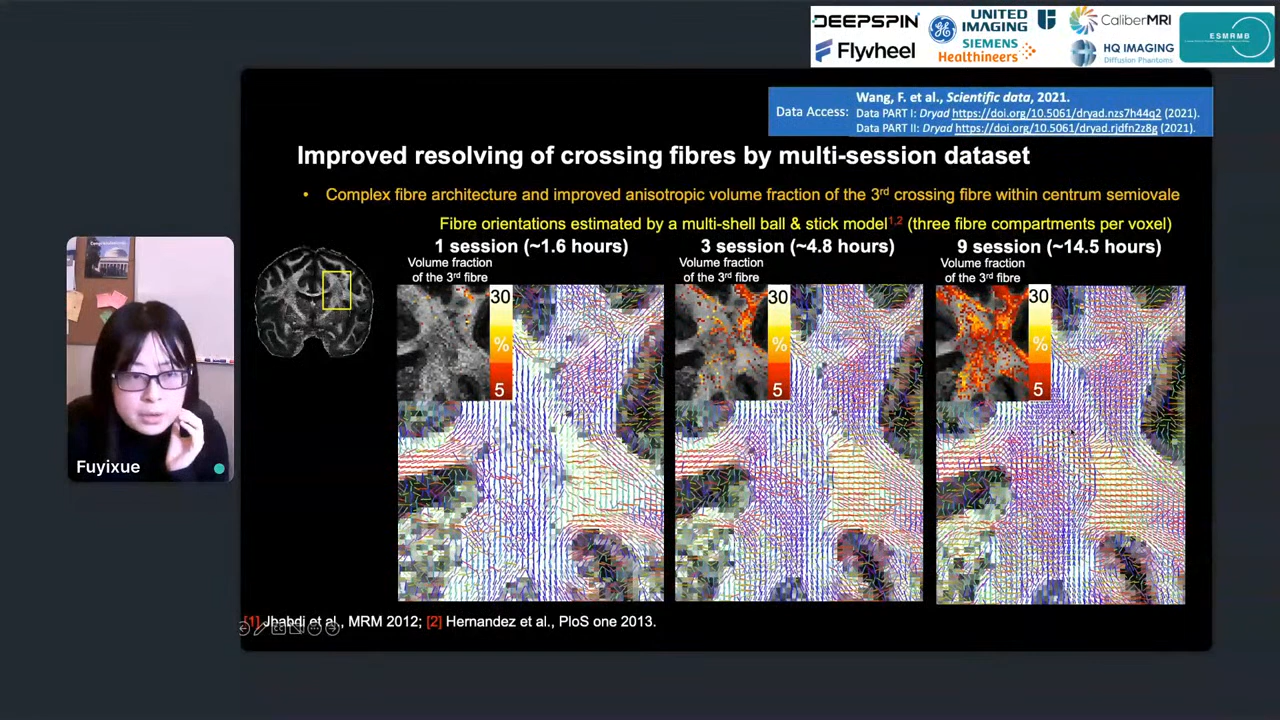 DEEPSPIN
UNITED
IMAGING
CaliberMRI
ESMRMB
Flywheel
GE
SIEMENS
Healthineers
HQ IMAGING
Diffusion Phantoms
Wang, F. et al., Scientific data, 2021.
Data Access:
Data PART I: Dryad https://doi.org/10.5061/dryad.nzs7h44q2 (2021).
Data PART II: Dryad https://doi.org/10.5061/dryad.rjdfn2z8g (2021).
Improved resolving of crossing fibres by multi-session dataset
• Complex fibre architecture and improved anisotropic volume fraction of the 3rd crossing fibre within centrum semiovale
Fibre orientations estimated by a multi-shell ball & stick model1,2 (three fibre compartments per voxel)
1 session (~1.6 hours)
3 session (~4.8 hours)
9 session (~14.5 hours)
Volume fraction
of the 3rd fibre
Volume fraction
of the 3rd fibre
Volume fraction
of the 3rd fibre
30
%
5
30
%
5
30
%
5
Fuyixue
[1] Jhabdi et al., MRM 2012; [2] Hernandez et al., PloS one 2013.